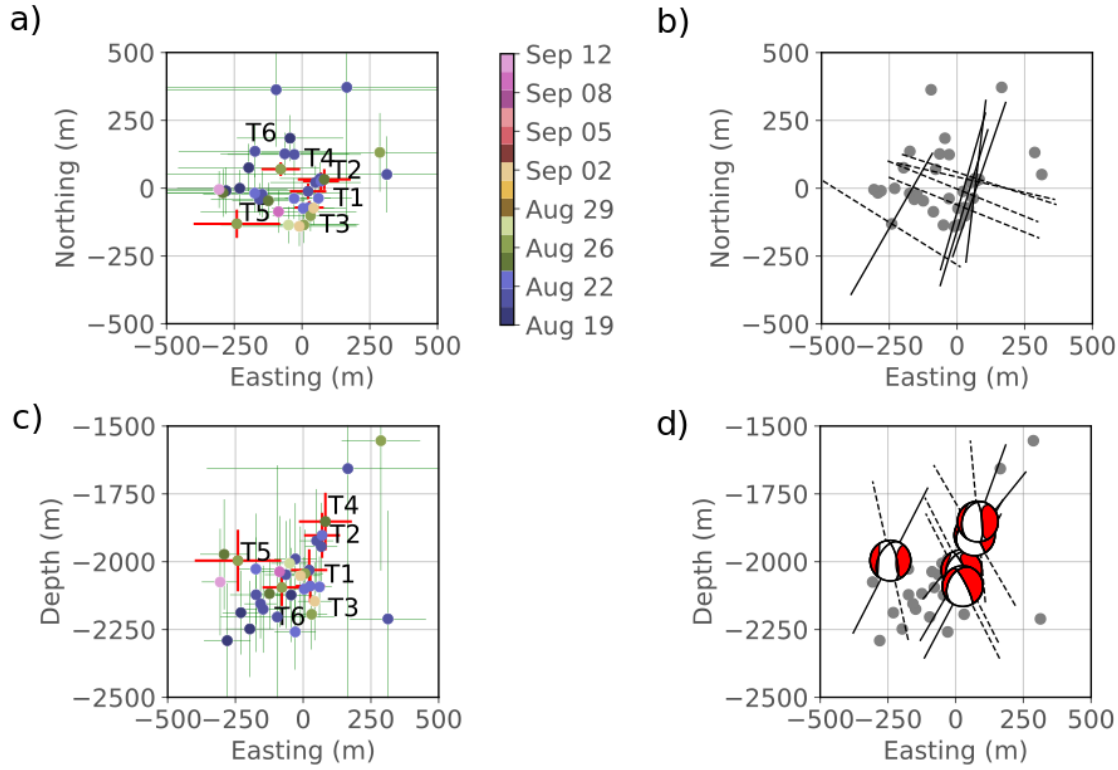 a)
500
250
0
−250
−500
−500
−250
0
250
500
Northing (m)
Easting (m)
T6
T4
T2
T1
T5
T3
Sep 12
Sep 08
Sep 05
Sep 02
Aug 29
Aug 26
Aug 22
Aug 19
b)
500
250
0
−250
−500
−500
−250
0
250
500
Northing (m)
Easting (m)
c)
−1500
−1750
−2000
−2250
−2500
−500
−250
0
250
500
Depth (m)
Easting (m)
T4
T2
T5
T1
T3
T6
d)
−1500
−1750
−2000
−2250
−2500
−500
−250
0
250
500
Depth (m)
Easting (m)